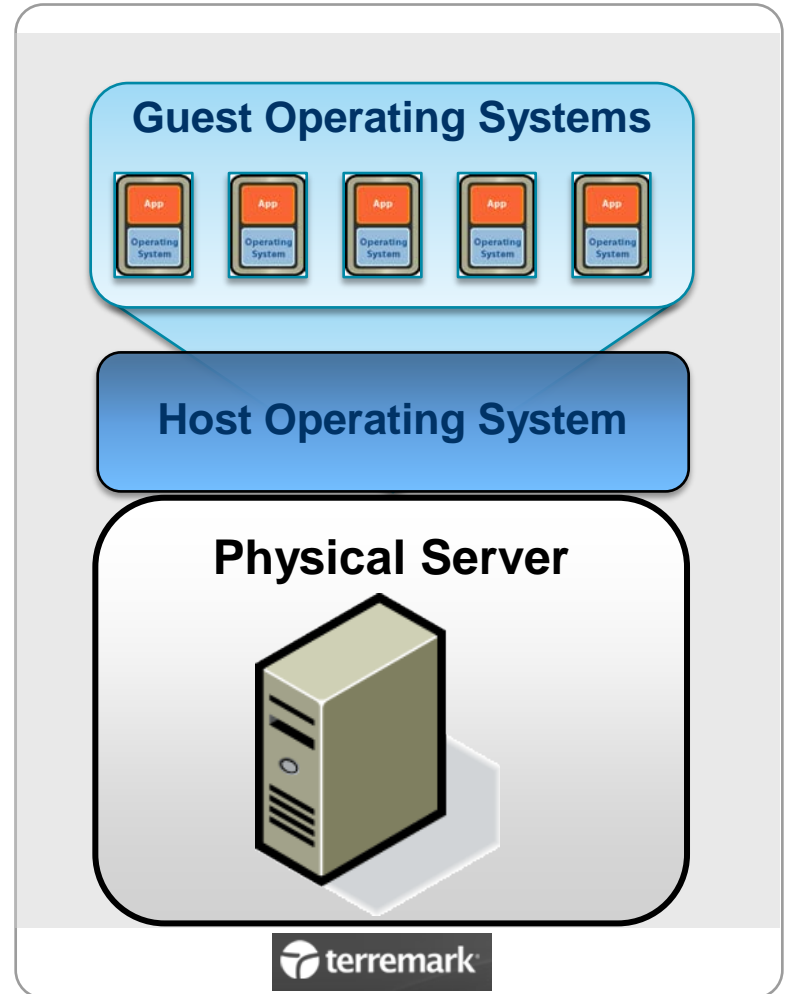 Guest Operating Systems
App
Operating
System
App
Operating
System
App
Operating
System
App
Operating
System
App
Operating
System
Host Operating System
Physical Server
terremark